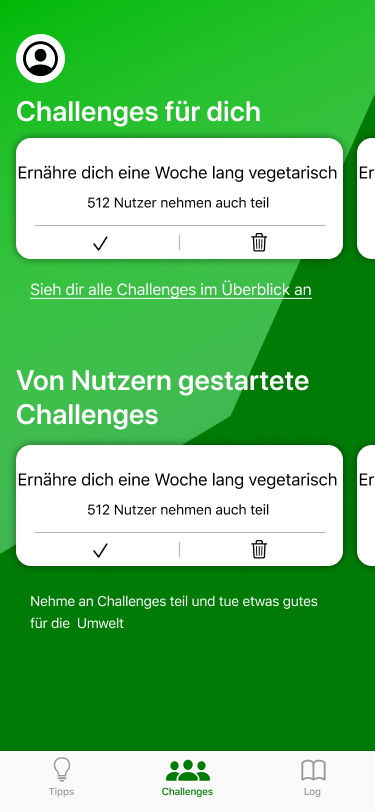 Challenges für dich
Ernähre dich eine Woche lang vegetarisch
Er
512 Nutzer nehmen auch teil
Sieh dir alle Challenges im Überblick an
Von Nutzern gestartete
Challenges
Ernähre dich eine Woche lang vegetarisch
Er
512 Nutzer nehmen auch teil
Nehme an Challenges teil und tue etwas gutes
für die  Umwelt
Tipps
Challenges
Log